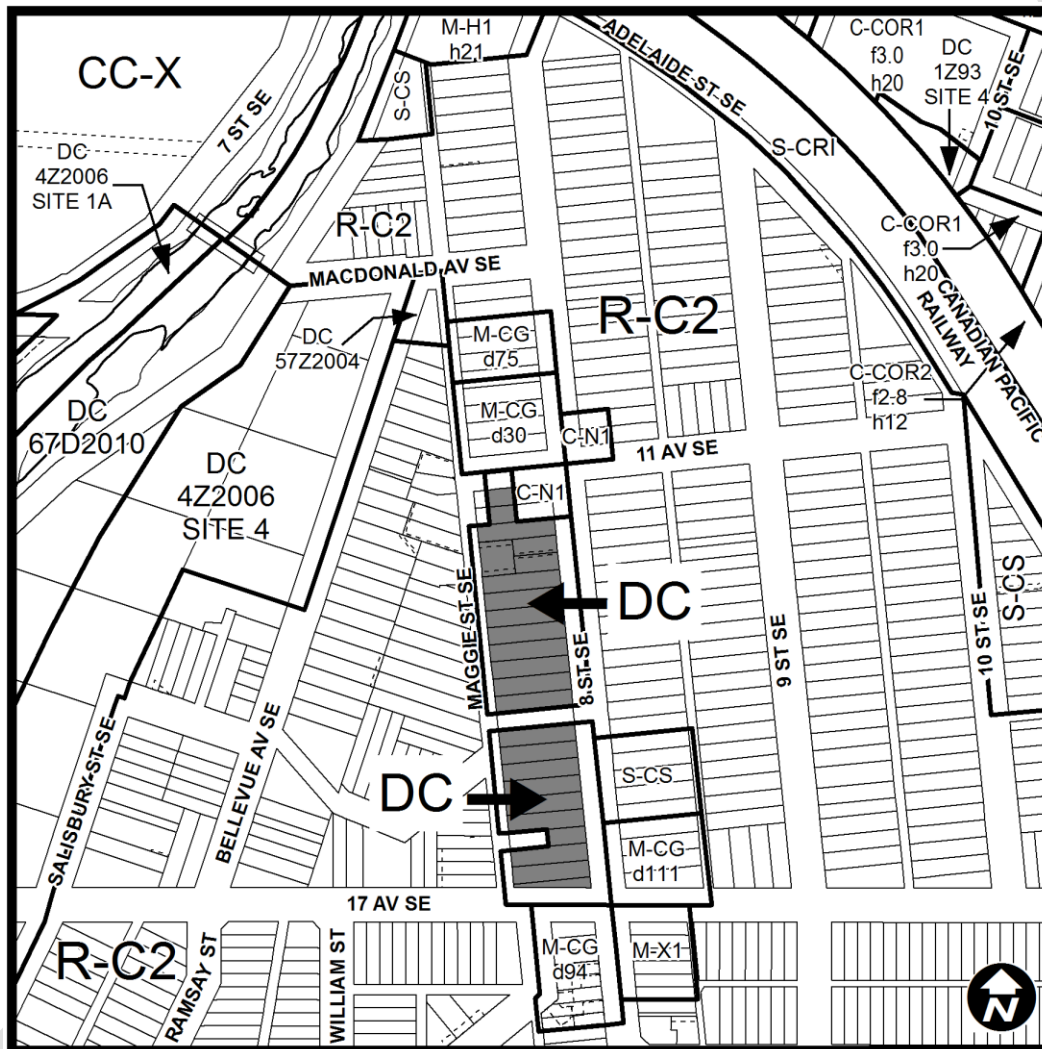 M-H1
h21
C-COR1
f3.0
h20
DC
1Z93
SITE 4
10 ST SE
ADELAIDE ST SE
CC-X
7 ST SE
S-CS
S-CRI
DC
4Z2006
SITE 1A
R-C2
C-COR1
f3.0
h20
MACDONALD AV SE
CANADIAN PACIFIC
RAILWAY
R-C2
DC
57Z2004
M-CG
d75
C-COR2
f2.8
h12
DC
67D2010
M-CG
d30
C-N1
11 AV SE
DC
4Z2006
SITE 4
C-N1
S-CS
MAGGIE ST SE
DC
8 ST SE
9 ST SE
10 ST SE
SALISBURY ST SE
BELLEVUE AV SE
DC
S-CS
M-CG
d111
17 AV SE
R-C2
RAMSAY ST
WILLIAM ST
M-CG
d94
M-X1
N